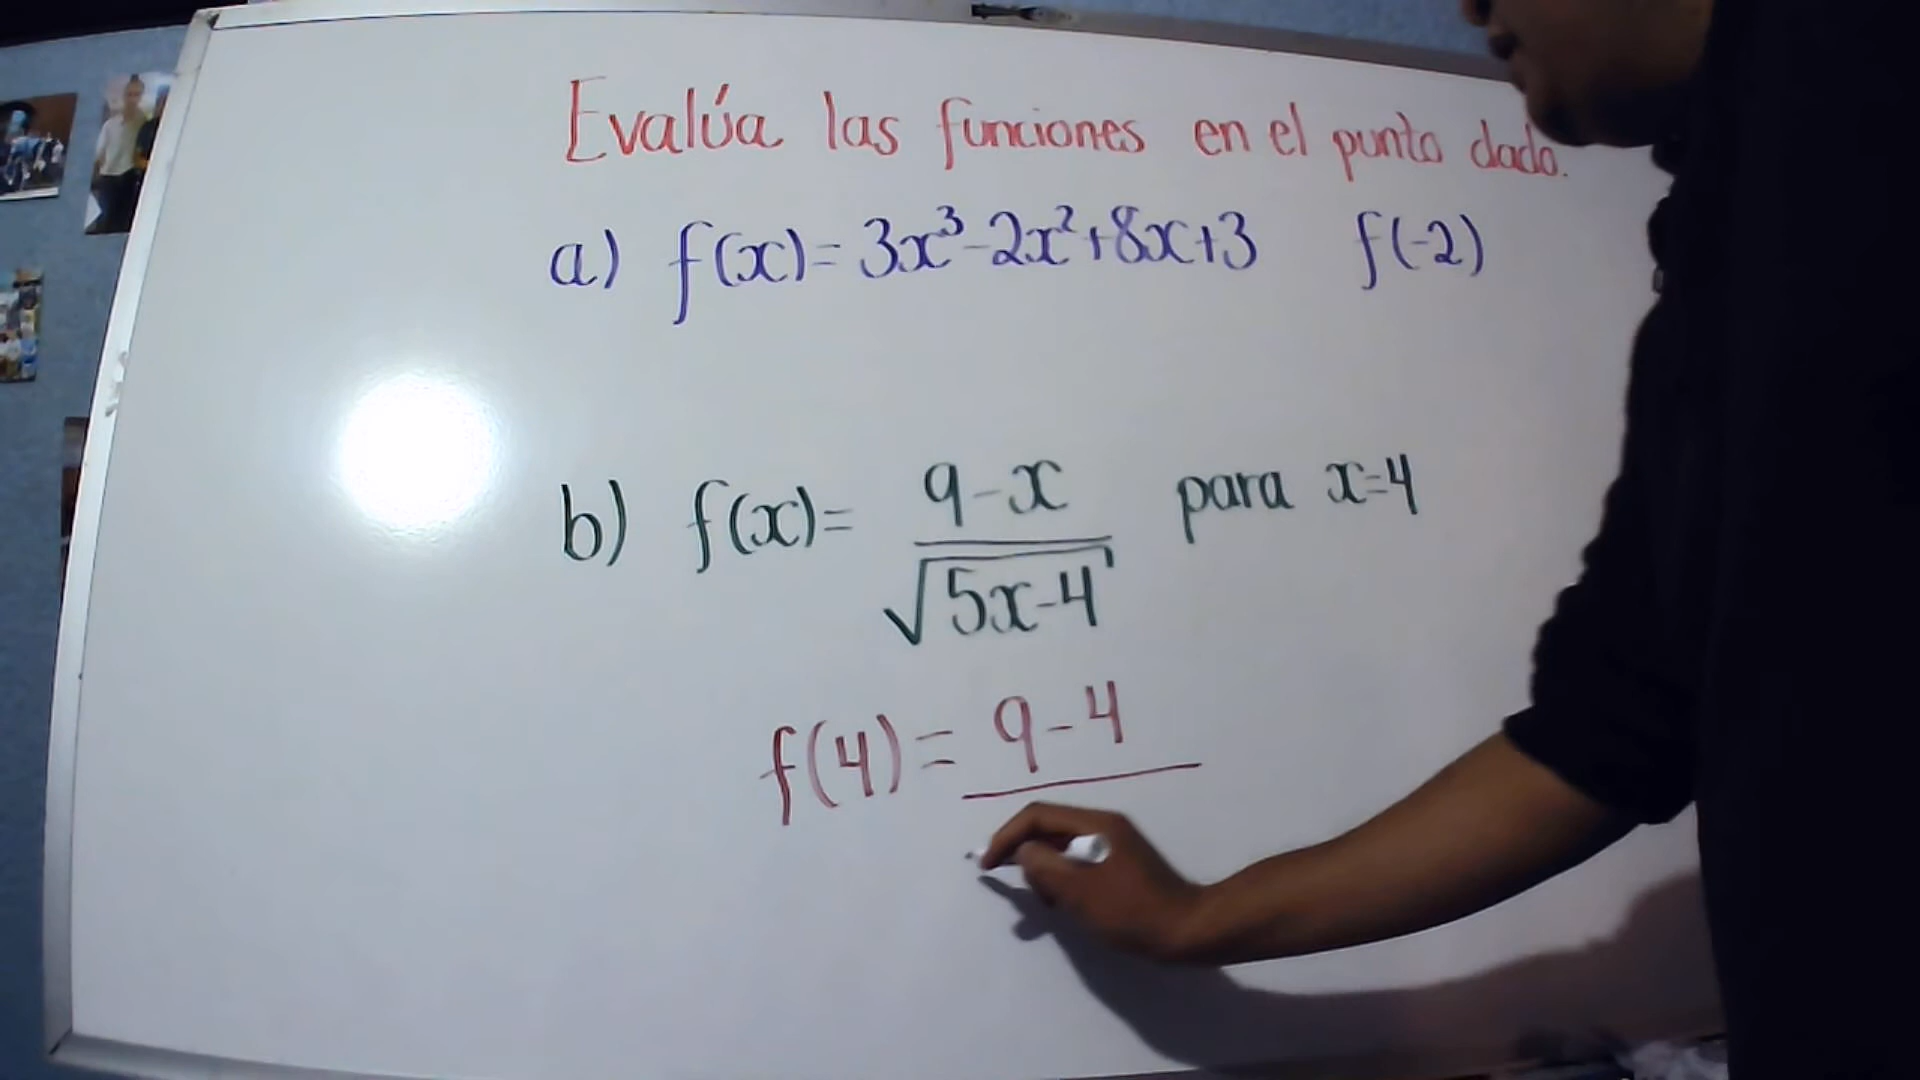 Evalúa las funciones en el punto dado.
a) f(x)= 3x³-2x²+8x+3 f(-2)
b) f(x)= 9-x / √5x-4 para x=4
f(4) = 9-4